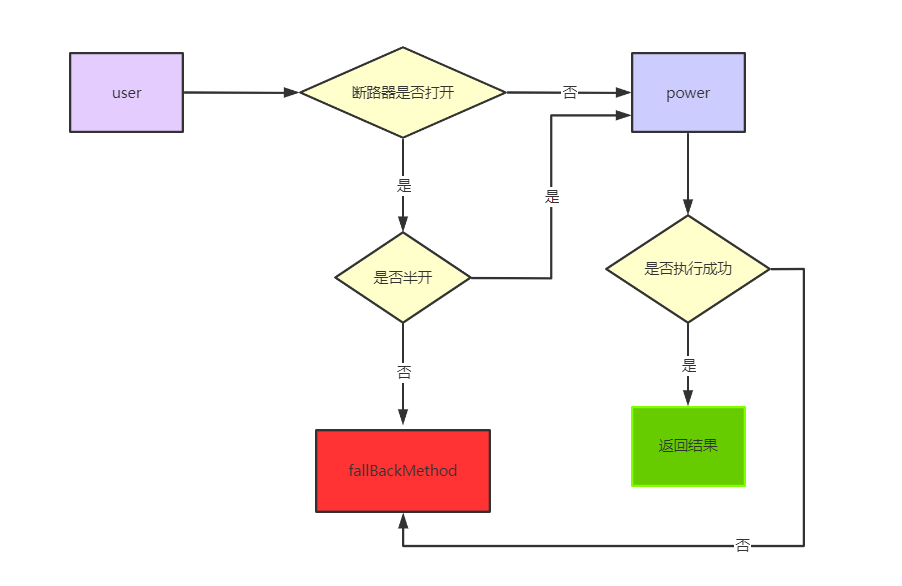 user
断路器是否打开
否
power
是
是
是否半开
是否执行成功
否
是
fallBackMethod
返回结果
否